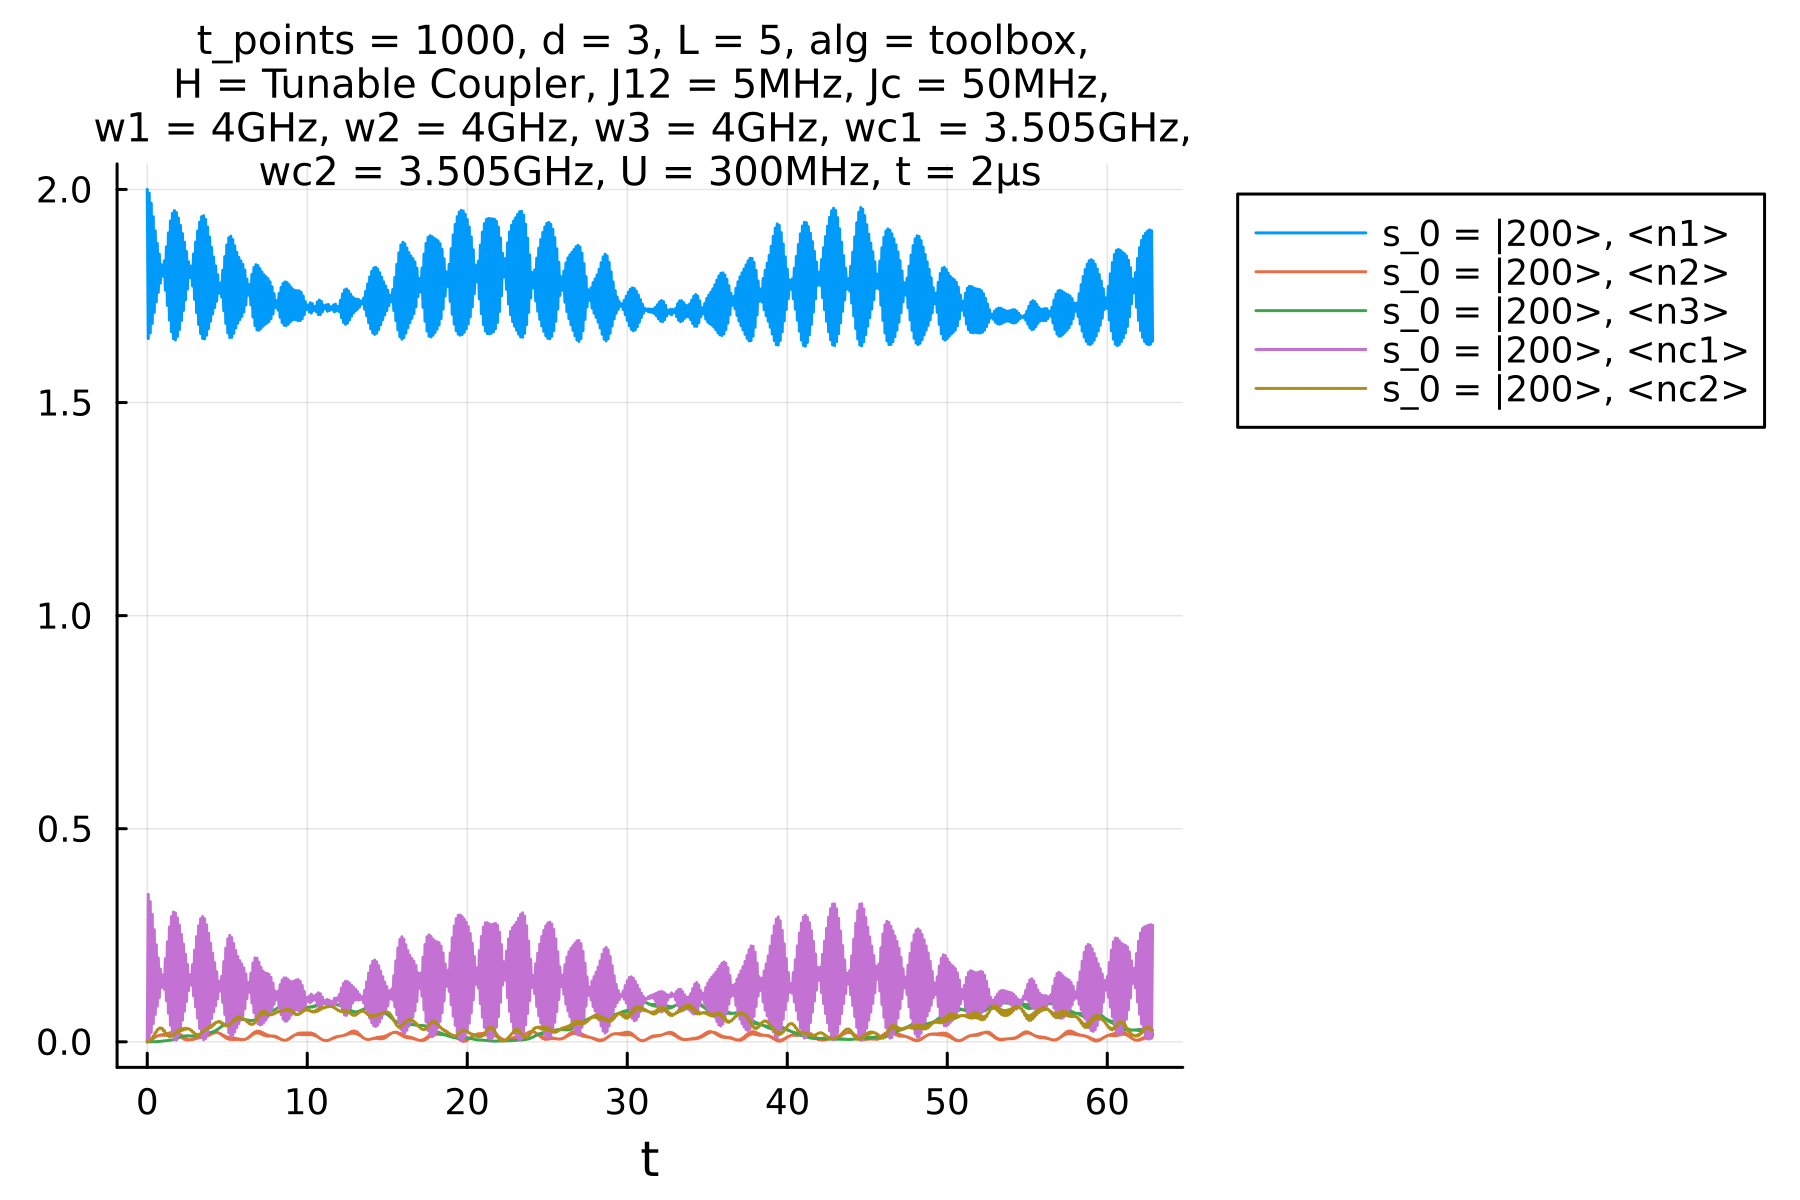 t_points = 1000, d = 3, L = 5, alg = toolbox,
H = Tunable Coupler, J12 = 5MHz, Jc = 50MHz,
w1 = 4GHz, w2 = 4GHz, w3 = 4GHz, wc1 = 3.505GHz,
wc2 = 3.505GHz, U = 300MHz, t = 2μs
2.0
1.5
1.0
0.5
0.0
0 10 20 30 40 50 60
t
s_0 = |200>, <n1>
s_0 = |200>, <n2>
s_0 = |200>, <n3>
s_0 = |200>, <nc1>
s_0 = |200>, <nc2>